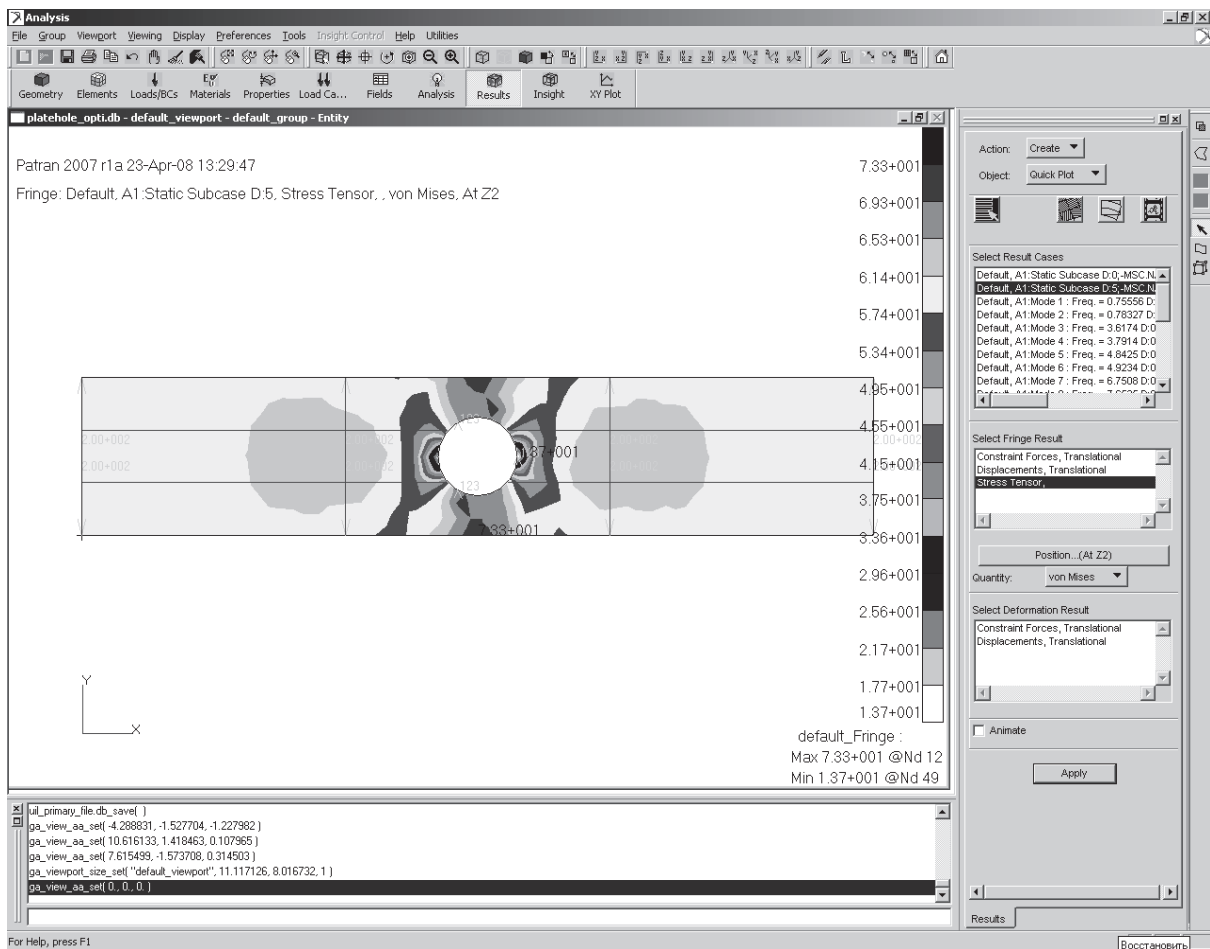 Analysis
File Group Viewport Viewing Display Preferences Tools Insight Control Help Utilities
Geometry Elements Loads/BCs Materials Properties Load Ca... Fields Analysis Results Insight XY Plot
platehole_opti.db - default_viewport - default_group - Entity
Patran 2007 r1a 23-Apr-08 13:29:47
Fringe: Default, A1:Static Subcase D:5, Stress Tensor, , von Mises, At Z2
7.33+001
6.93+001
6.53+001
6.14+001
5.74+001
5.34+001
4.95+001
4.55+001
4.15+001
3.75+001
3.36+001
2.96+001
2.56+001
2.17+001
1.77+001
1.37+001
2.00+002
2.00+002
123
123
7.33+001
Y
X
default_Fringe :
Max 7.33+001 @Nd 12
Min 1.37+001 @Nd 49
Action: Create
Object: Quick Plot
Select Result Cases
Default, A1:Static Subcase D:0;-MSC.N
Default, A1:Static Subcase D:5;-MSC.N
Default, A1:Mode 1 : Freq. = 0.75556 D:
Default, A1:Mode 2 : Freq. = 0.78327 D:
Default, A1:Mode 3 : Freq. = 3.6174 D:0
Default, A1:Mode 4 : Freq. = 3.7914 D:0
Default, A1:Mode 5 : Freq. = 4.8425 D:0
Default, A1:Mode 6 : Freq. = 4.9234 D:0
Default, A1:Mode 7 : Freq. = 6.7508 D:0
Select Fringe Result
Constraint Forces, Translational
Displacements, Translational
Stress Tensor,
Position...(At Z2)
Quantity: von Mises
Select Deformation Result
Constraint Forces, Translational
Displacements, Translational
Animate
Apply
Results
uil_primary_file.db_save( )
ga_view_aa_set( -4.288831, -1.527704, -1.227982 )
ga_view_aa_set( 10.616133, 1.418463, 0.107965 )
ga_view_aa_set( 7.615499, -1.573708, 0.314503 )
ga_viewport_size_set( "default_viewport", 11.117126, 8.016732, 1 )
ga_view_aa_set( 0., 0., 0. )
For Help, press F1
Восстановить